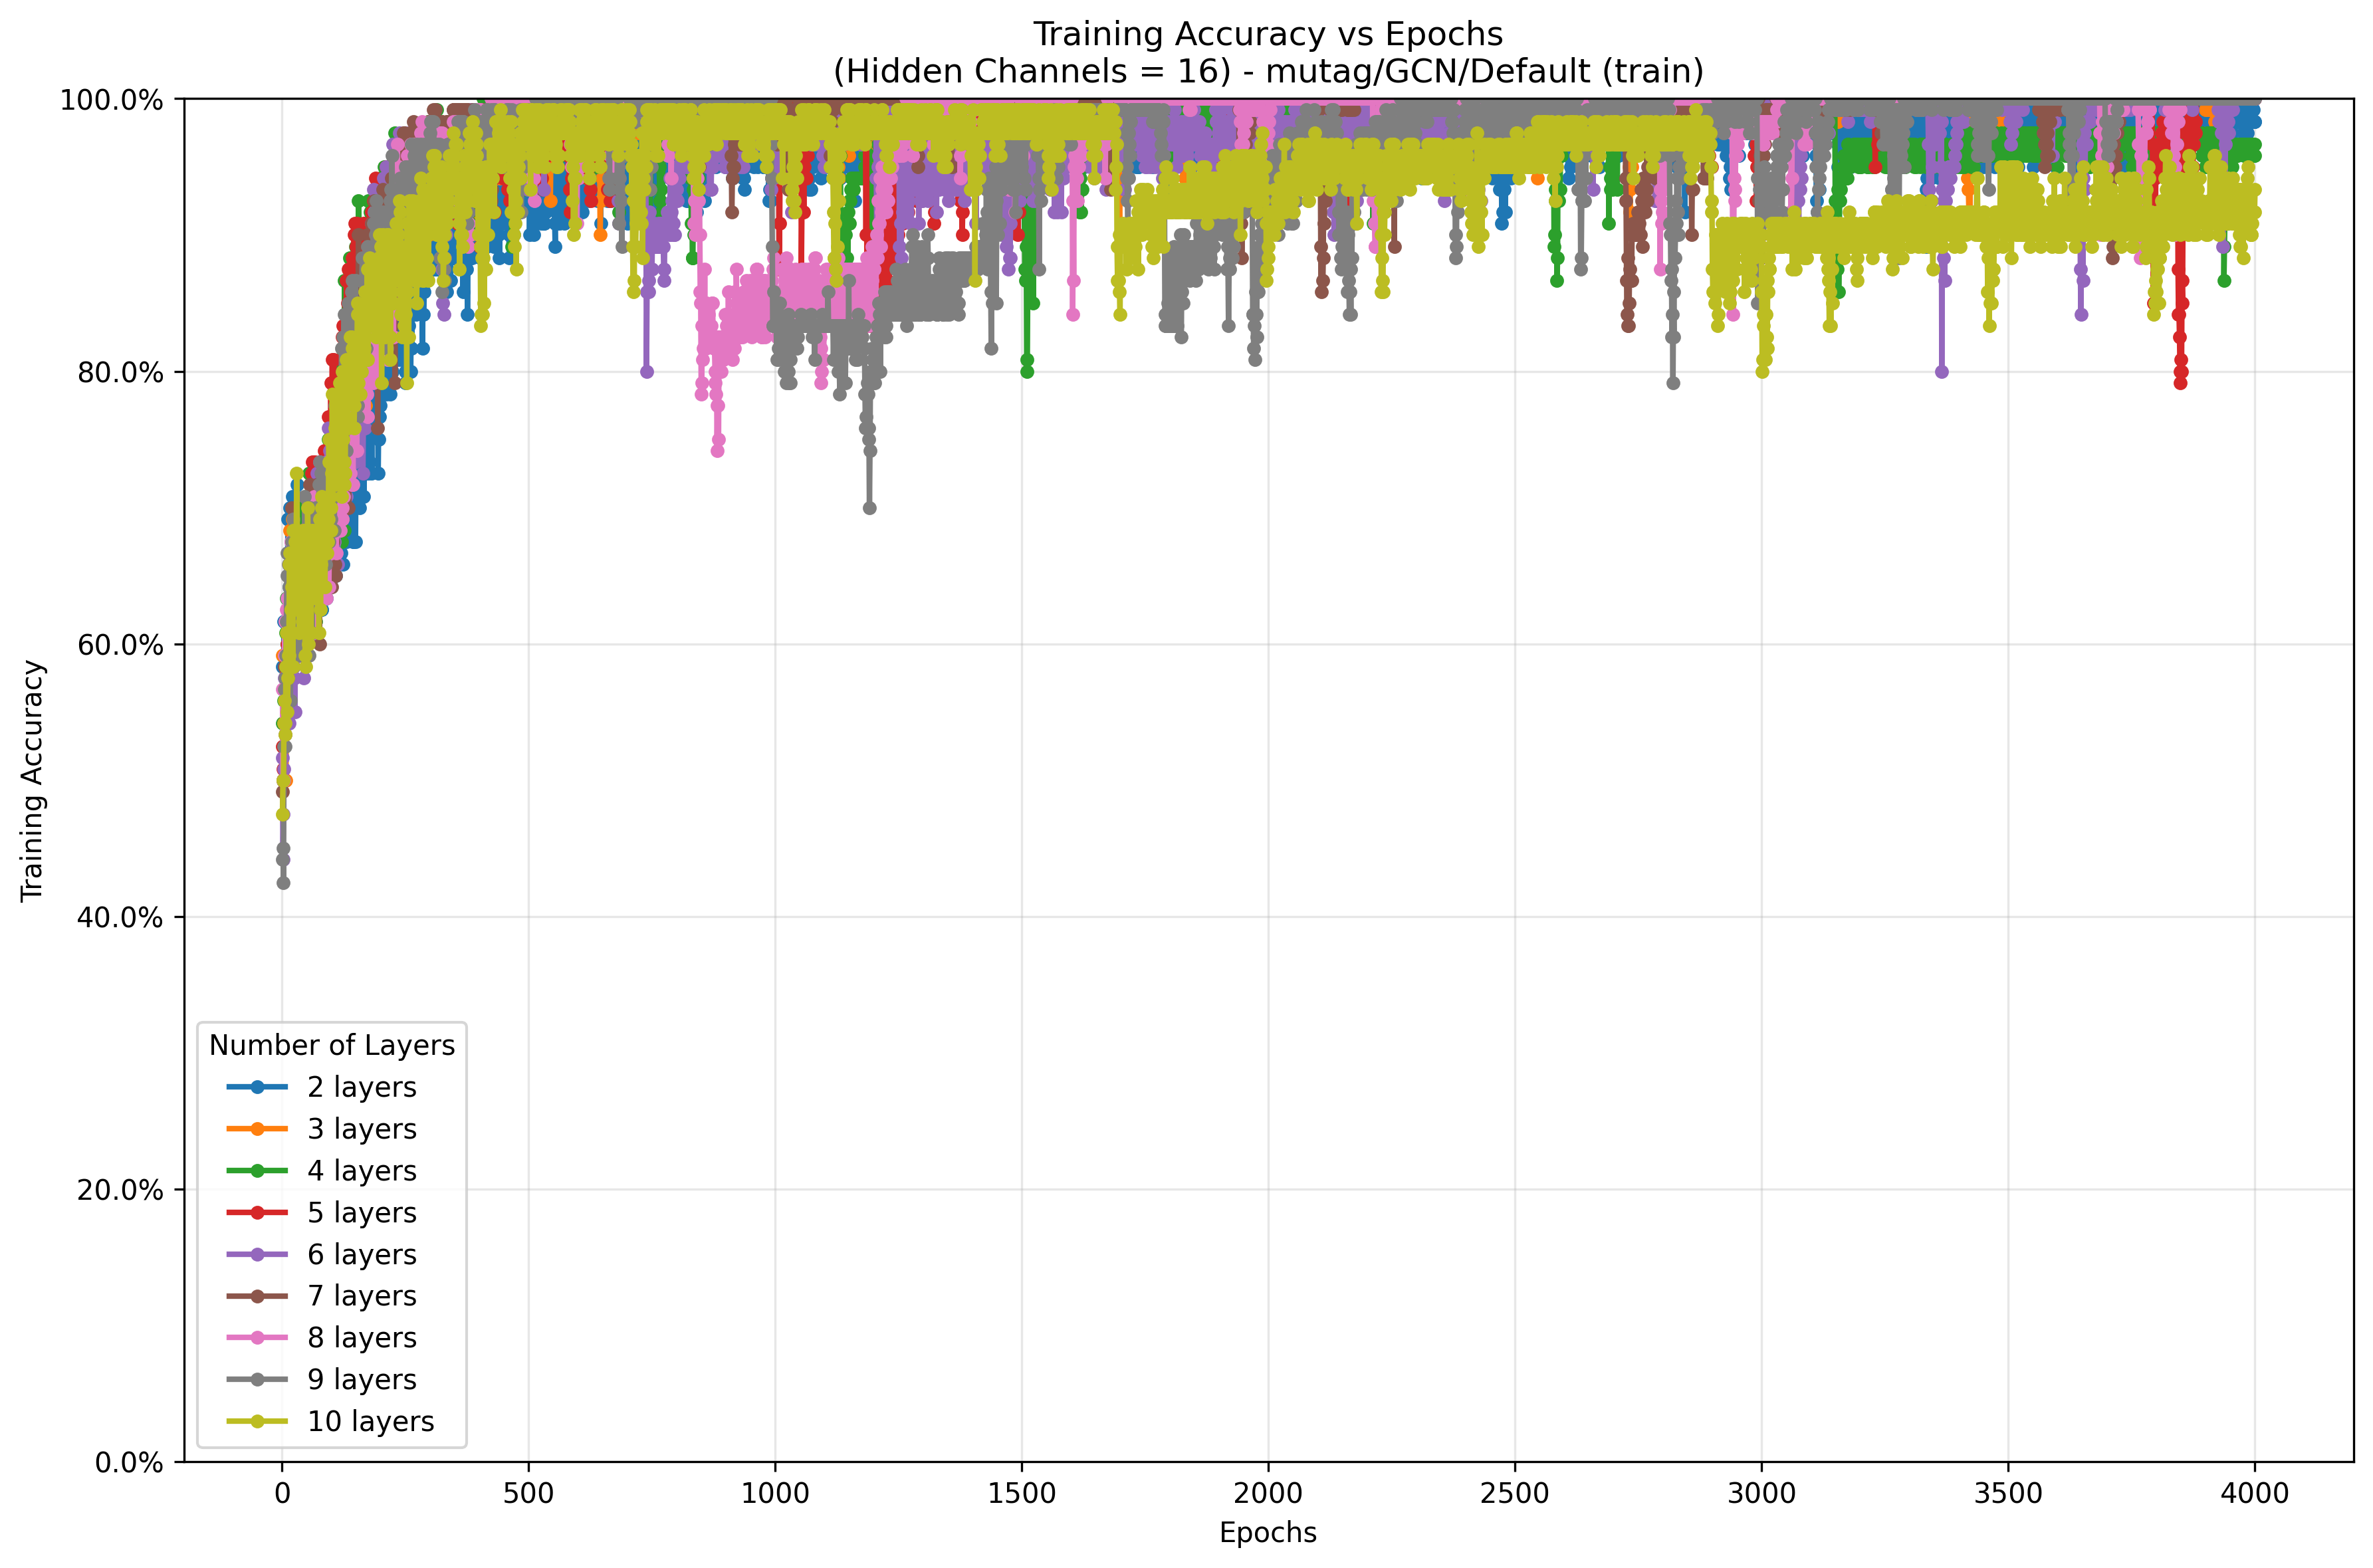 Training Accuracy vs Epochs
(Hidden Channels = 16) - mutag/GCN/Default (train)
100.0%
80.0%
60.0%
40.0%
20.0%
0.0%
Training Accuracy
Number of Layers
2 layers
3 layers
4 layers
5 layers
6 layers
7 layers
8 layers
9 layers
10 layers
0 500 1000 1500 2000 2500 3000 3500 4000
Epochs